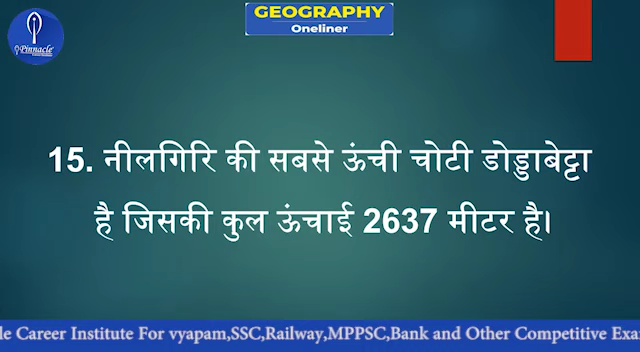 GEOGRAPHY
Oneliner
Pinnacle
15. नीलगिरि की सबसे ऊंची चोटी डोड्डाबेट्टा
है जिसकी कुल ऊंचाई 2637 मीटर है।
le Career Institute For vyapam,SSC,Railway,MPPSC,Bank and Other Competitive Exa